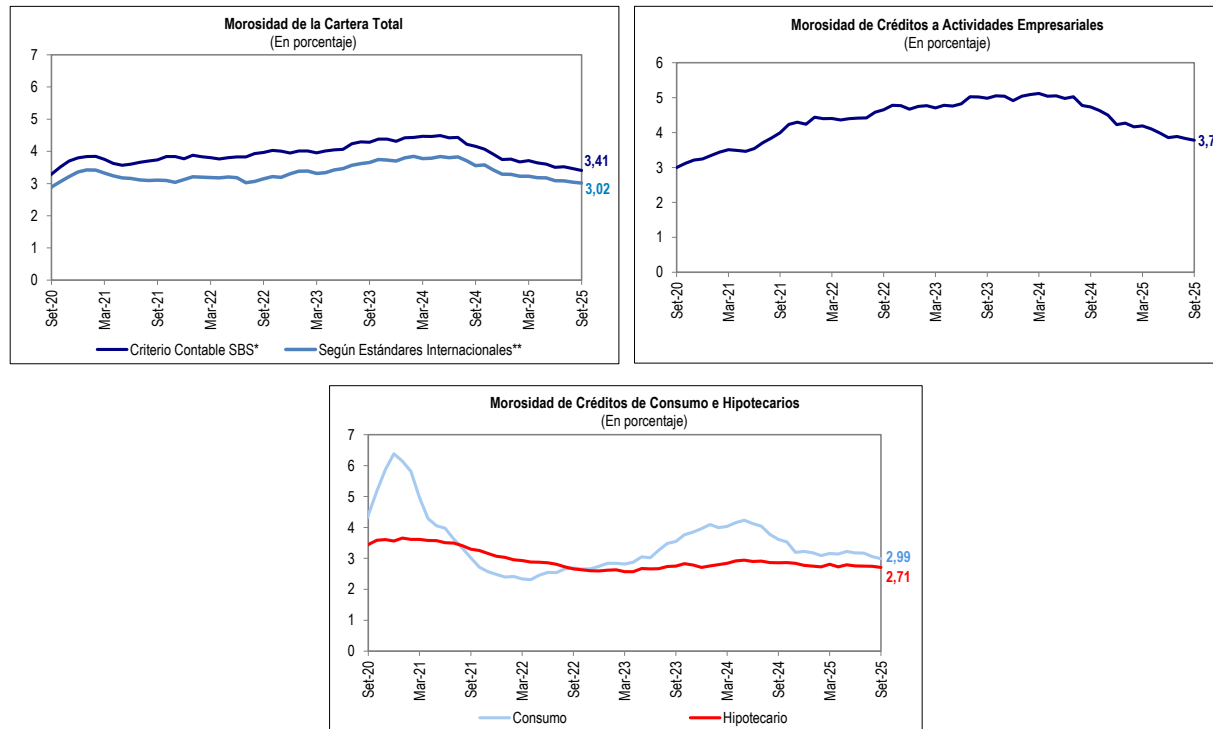 Morosidad de la Cartera Total
(En porcentaje)
7
6
5
4
3
2
1
0
3,41
3,02
Set-20
Mar-21
Set-21
Mar-22
Set-22
Mar-23
Set-23
Mar-24
Set-24
Mar-25
Set-25
Criterio Contable SBS*
Según Estándares Internacionales**
Morosidad de Créditos a Actividades Empresariales
(En porcentaje)
6
5
4
3
2
1
0
3,7
Set-20
Mar-21
Set-21
Mar-22
Set-22
Mar-23
Set-23
Mar-24
Set-24
Mar-25
Set-25
Morosidad de Créditos de Consumo e Hipotecarios
(En porcentaje)
7
6
5
4
3
2
1
0
2,99
2,71
Set-20
Mar-21
Set-21
Mar-22
Set-22
Mar-23
Set-23
Mar-24
Set-24
Mar-25
Set-25
Consumo
Hipotecario